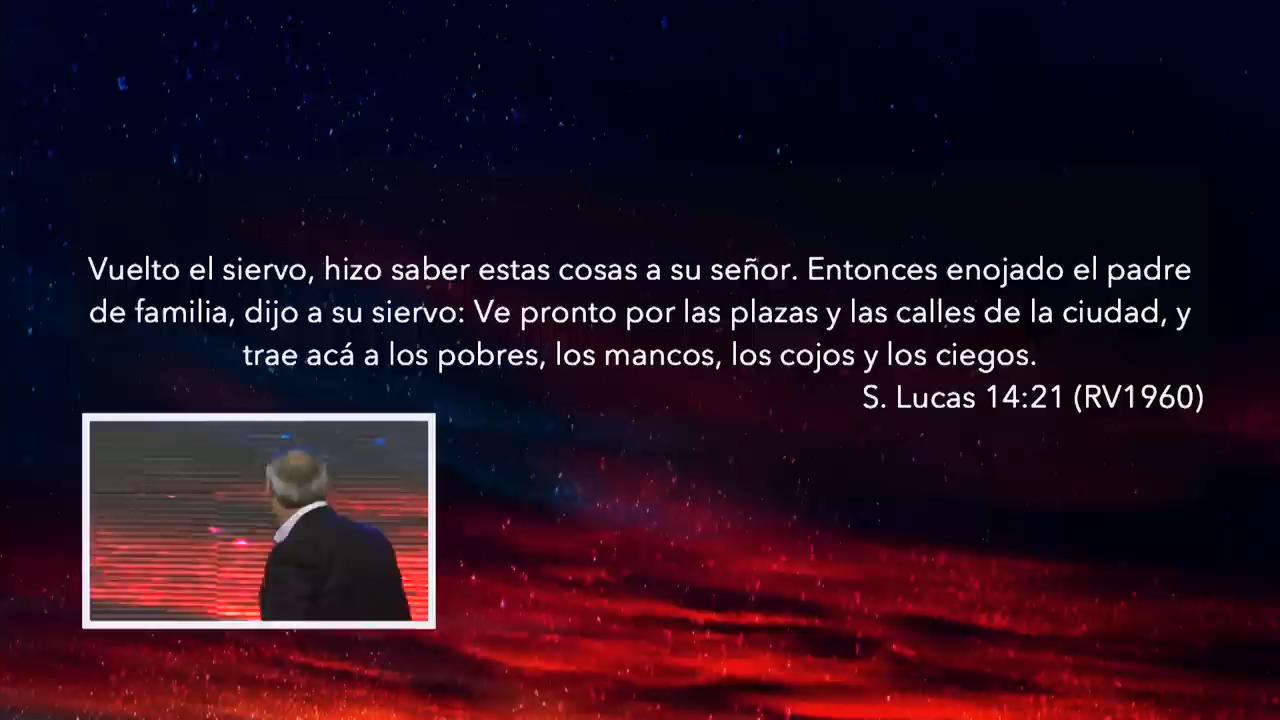 Vuelto el siervo, hizo saber estas cosas a su señor. Entonces enojado el padre
de familia, dijo a su siervo: Ve pronto por las plazas y las calles de la ciudad, y
trae acá a los pobres, los mancos, los cojos y los ciegos.
S. Lucas 14:21 (RV1960)